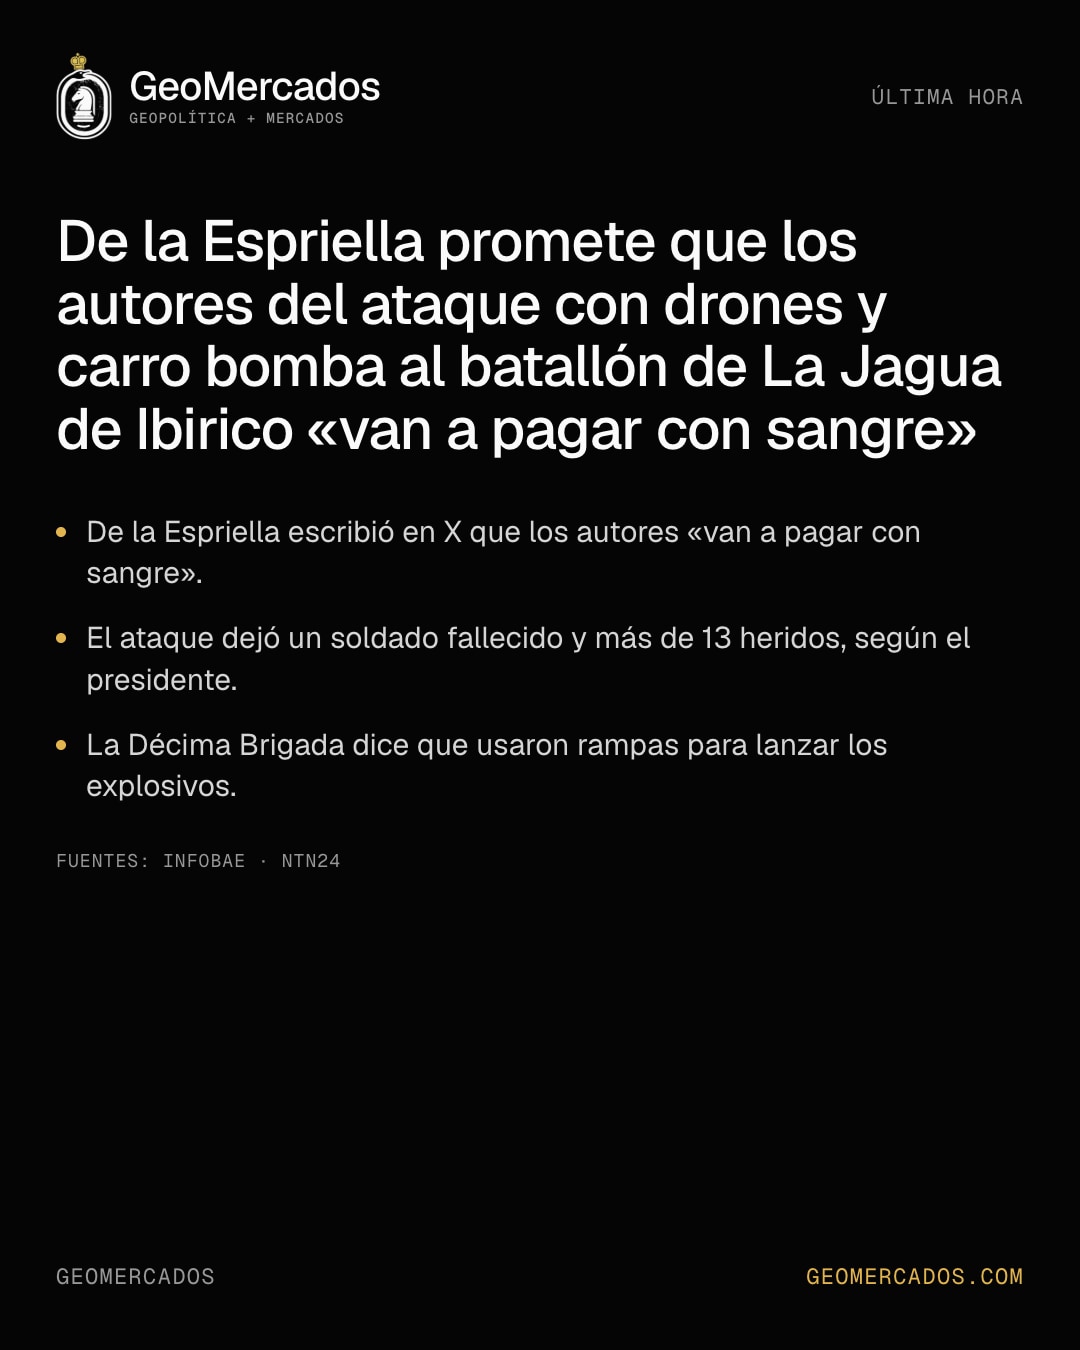 GeoMercados
GEOPOLÍTICA + MERCADOS
ÚLTIMA HORA
De la Espriella promete que los
autores del ataque con drones y
carro bomba al batallón de La Jagua
de Ibirico «van a pagar con sangre»
• De la Espriella escribió en X que los autores «van a pagar con
sangre».
• El ataque dejó un soldado fallecido y más de 13 heridos, según el
presidente.
• La Décima Brigada dice que usaron rampas para lanzar los
explosivos.
FUENTES: INFOBAE · NTN24
GEOMERCADOS
GEOMERCADOS.COM